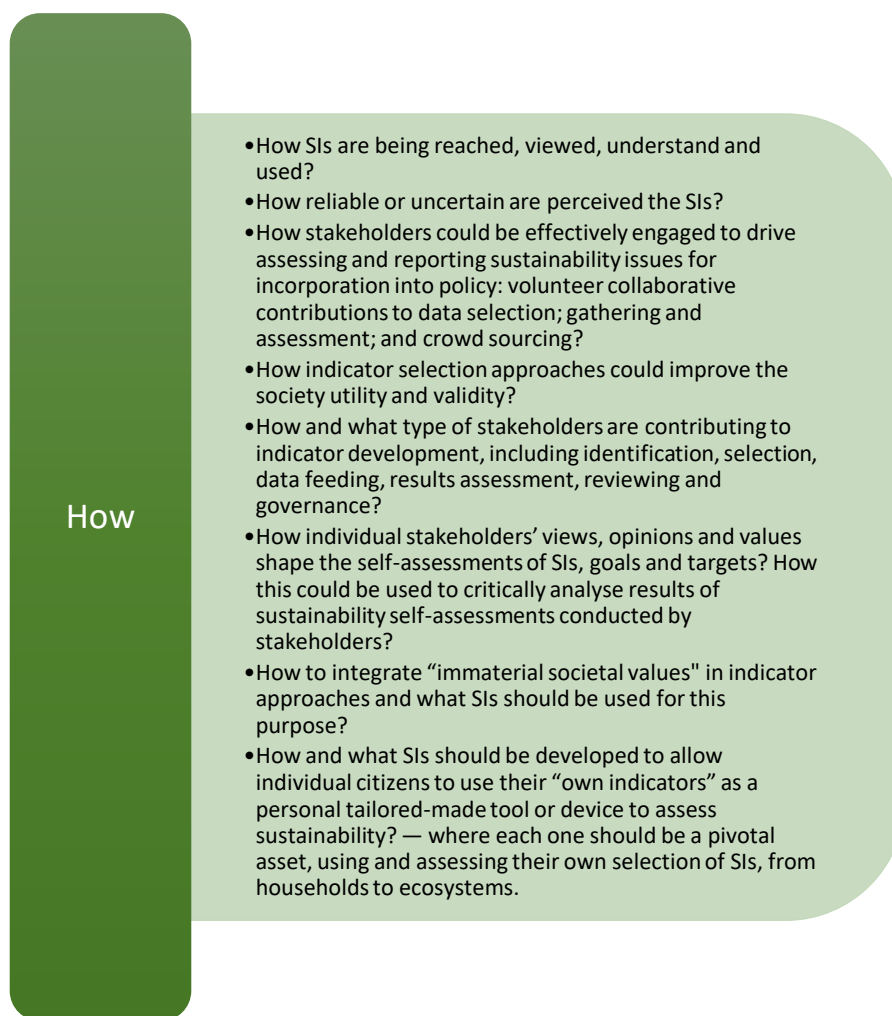 How
•How SIs are being reached, viewed, understand and
used?
•How reliable or uncertain are perceived the SIs?
•How stakeholders could be effectively engaged to drive
assessing and reporting sustainability issues for
incorporation into policy: volunteer collaborative
contributions to data selection; gathering and
assessment; and crowd sourcing?
•How indicator selection approaches could improve the
society utility and validity?
•How and what type of stakeholders are contributing to
indicator development, including identification, selection,
data feeding, results assessment, reviewing and
governance?
•How individual stakeholders’ views, opinions and values
shape the self-assessments of SIs, goals and targets? How
this could be used to critically analyse results of
sustainability self-assessments conducted by
stakeholders?
•How to integrate “immaterial societal values" in indicator
approaches and what SIs should be used for this
purpose?
•How and what SIs should be developed to allow
individual citizens to use their “own indicators” as a
personal tailored-made tool or device to assess
sustainability? — where each one should be a pivotal
asset, using and assessing their own selection of SIs, from
households to ecosystems.